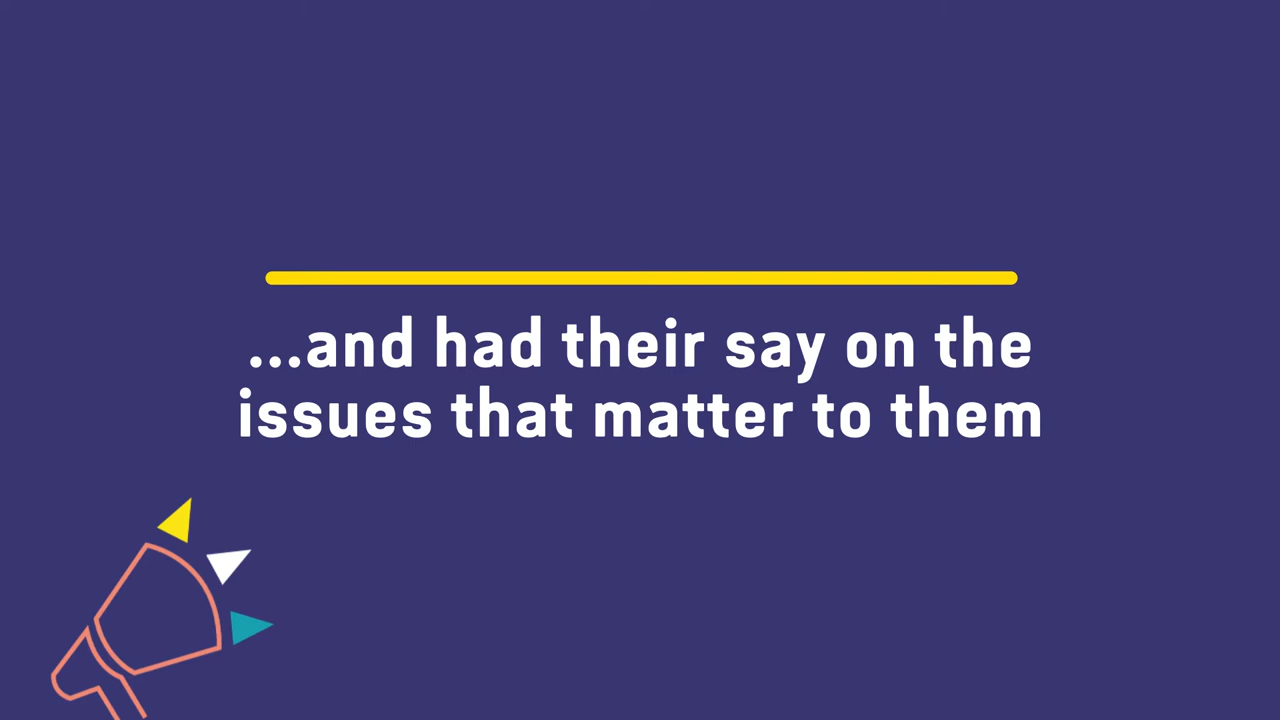 ...and had their say on the
issues that matter to them